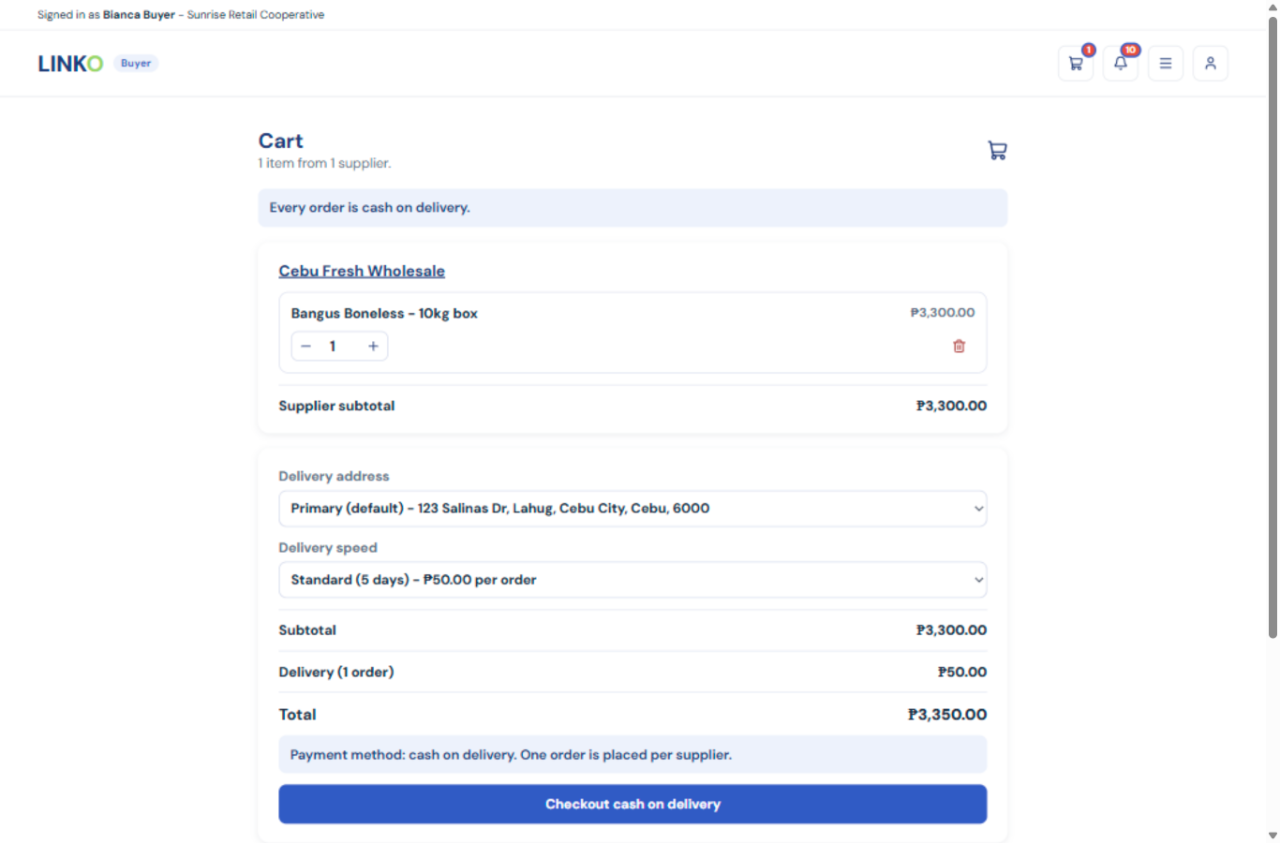 Signed in as Bianca Buyer - Sunrise Retail Cooperative
LINKO Buyer 1 10
Cart
1 item from 1 supplier.
Every order is cash on delivery.
Cebu Fresh Wholesale
Bangus Boneless - 10kg box ₱3,300.00
− 1 +
Supplier subtotal ₱3,300.00
Delivery address
Primary (default) - 123 Salinas Dr, Lahug, Cebu City, Cebu, 6000
Delivery speed
Standard (5 days) - ₱50.00 per order
Subtotal ₱3,300.00
Delivery (1 order) ₱50.00
Total ₱3,350.00
Payment method: cash on delivery. One order is placed per supplier.
Checkout cash on delivery